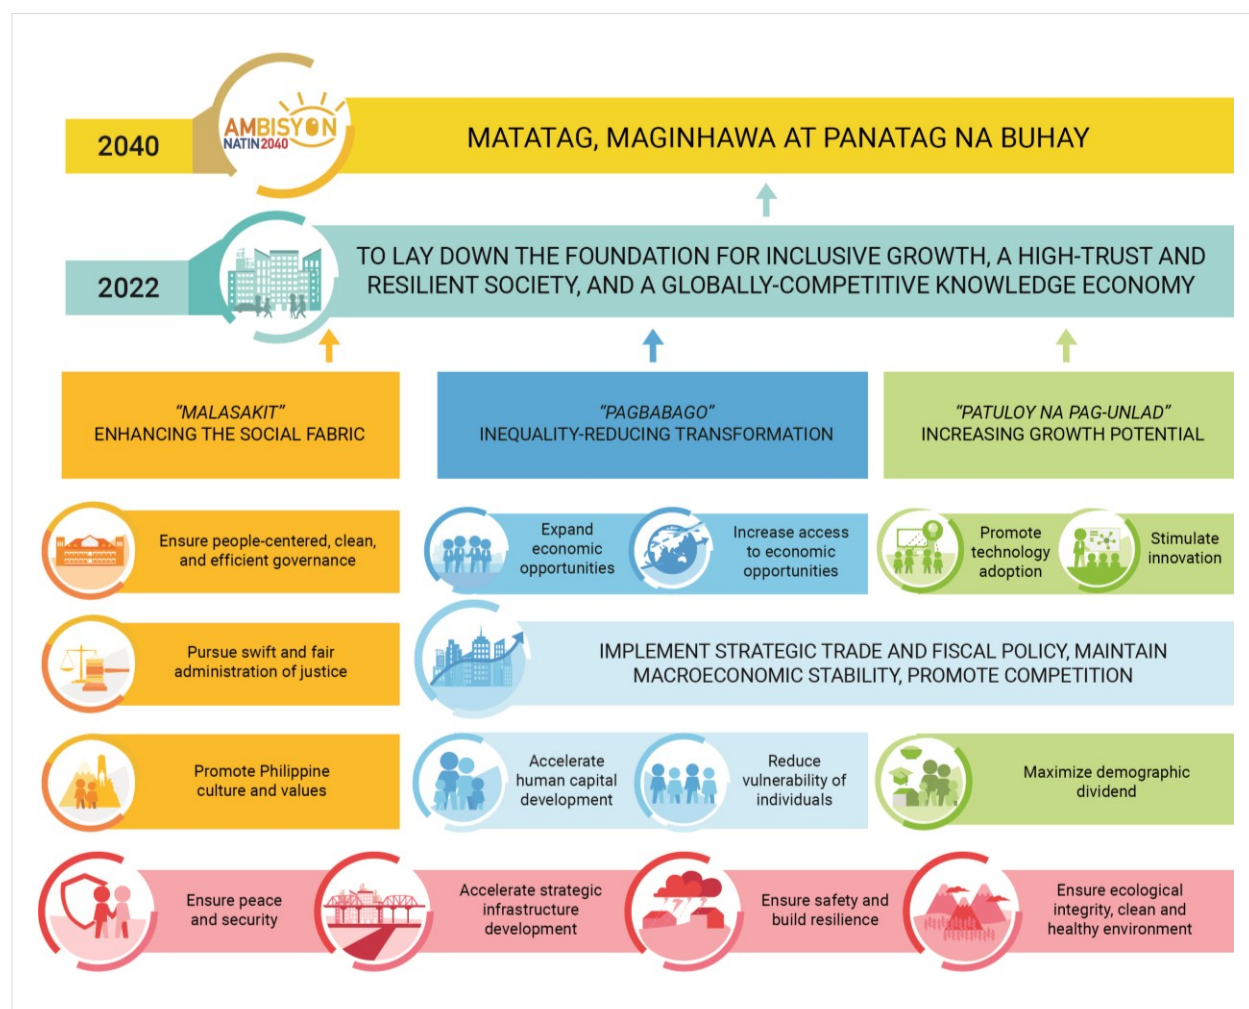 2040
AMBISYON
NATIN2040
MATATAG, MAGINHAWA AT PANATAG NA BUHAY
2022
TO LAY DOWN THE FOUNDATION FOR INCLUSIVE GROWTH, A HIGH-TRUST AND
RESILIENT SOCIETY, AND A GLOBALLY-COMPETITIVE KNOWLEDGE ECONOMY
“MALASAKIT”
ENHANCING THE SOCIAL FABRIC
“PAGBABAGO”
INEQUALITY-REDUCING TRANSFORMATION
“PATULOY NA PAG-UNLAD”
INCREASING GROWTH POTENTIAL
Ensure people-centered, clean,
and efficient governance
Expand
economic
opportunities
Increase access
to economic
opportunities
Promote
technology
adoption
Stimulate
innovation
Pursue swift and fair
administration of justice
IMPLEMENT STRATEGIC TRADE AND FISCAL POLICY, MAINTAIN
MACROECONOMIC STABILITY, PROMOTE COMPETITION
Promote Philippine
culture and values
Accelerate
human capital
development
Reduce
vulnerability of
individuals
Maximize demographic
dividend
Ensure peace
and security
Accelerate strategic
infrastructure
development
Ensure safety and
build resilience
Ensure ecological
integrity, clean and
healthy environment